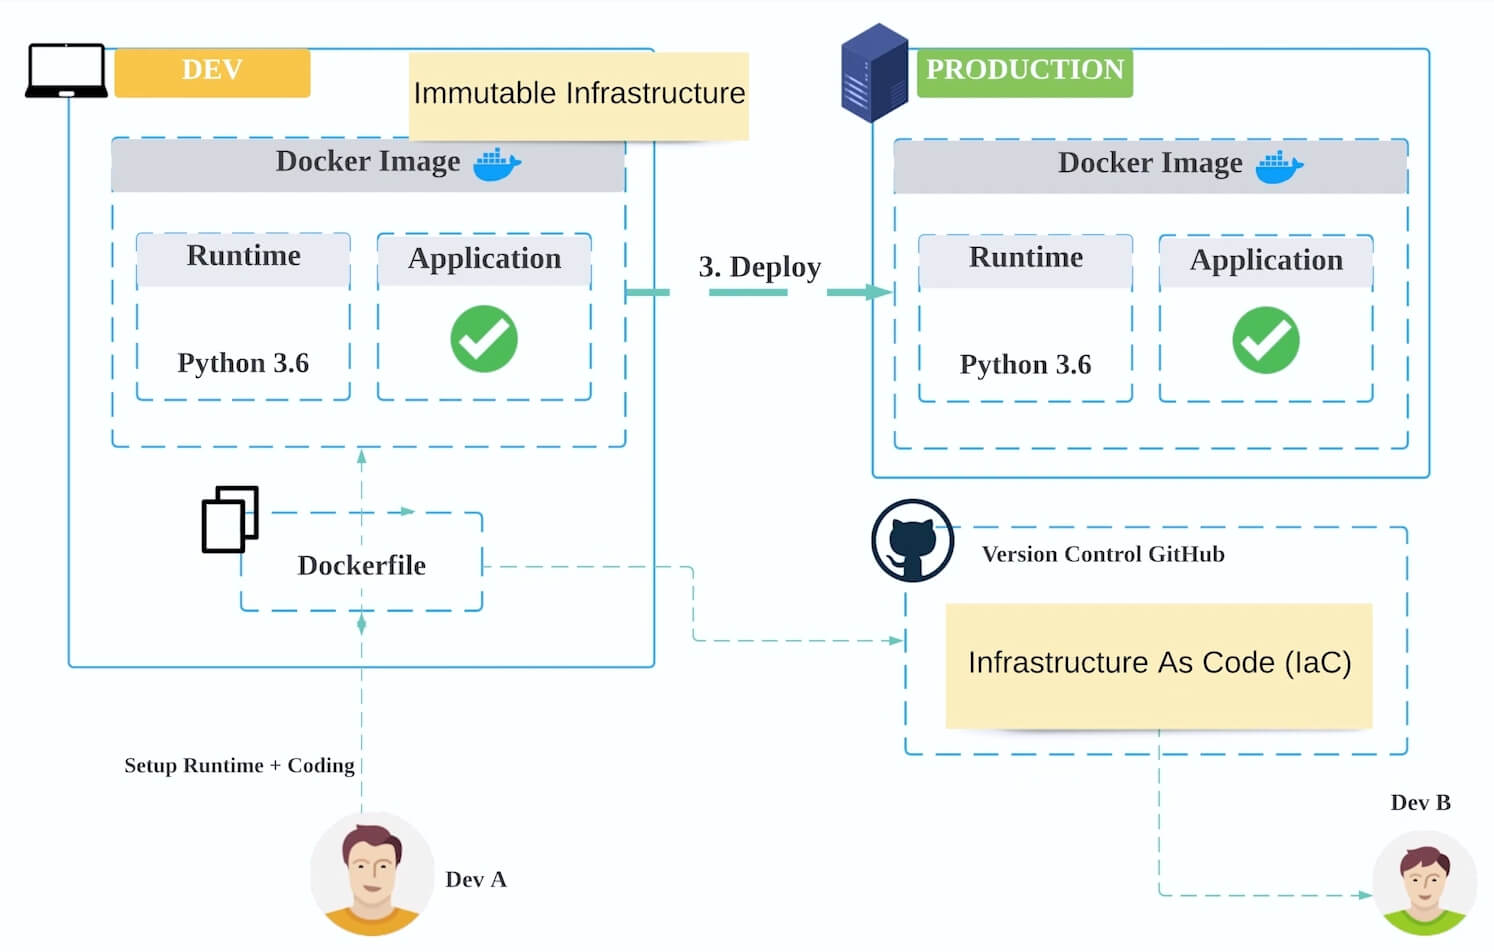 DEV
Immutable Infrastructure
Docker Image
Runtime
Python 3.6
Application
3. Deploy
PRODUCTION
Docker Image
Runtime
Python 3.6
Application
Dockerfile
Version Control GitHub
Infrastructure As Code (IaC)
Setup Runtime + Coding
Dev A
Dev B